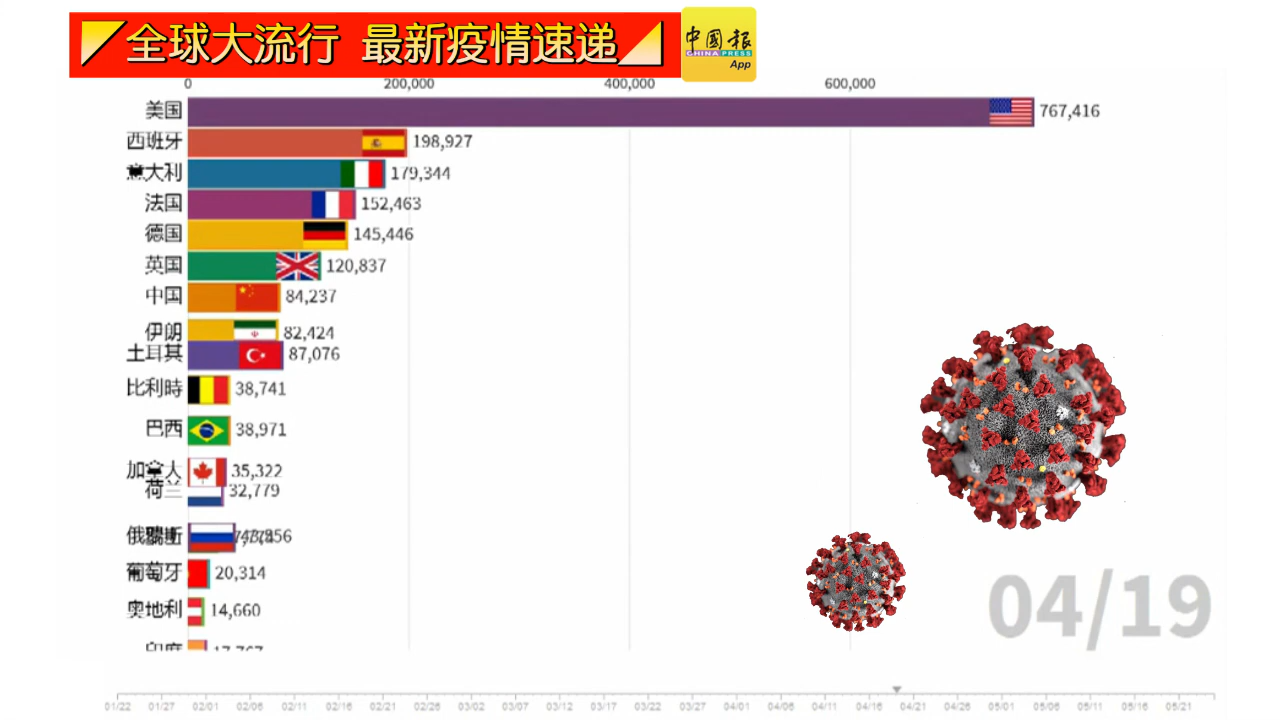 全球大流行 最新疫情速递
中國報
CHINA PRESS
App
0 200,000 400,000 600,000
美国 767,416
西班牙 198,927
意大利 179,344
法国 152,463
德国 145,446
英国 120,837
中国 84,237
伊朗 82,424
土耳其 87,076
比利時 38,741
巴西 38,971
加拿大 35,322
荷兰 32,779
俄
葡萄牙 20,314
奥地利 14,660
印度 17,767
04/19
01/22 01/27 02/01 02/06 02/11 02/16 02/21 02/26 03/02 03/07 03/12 03/17 03/22 03/27 04/01 04/06 04/11 04/16 04/21 04/26 05/01 05/06 05/11 05/16 05/21